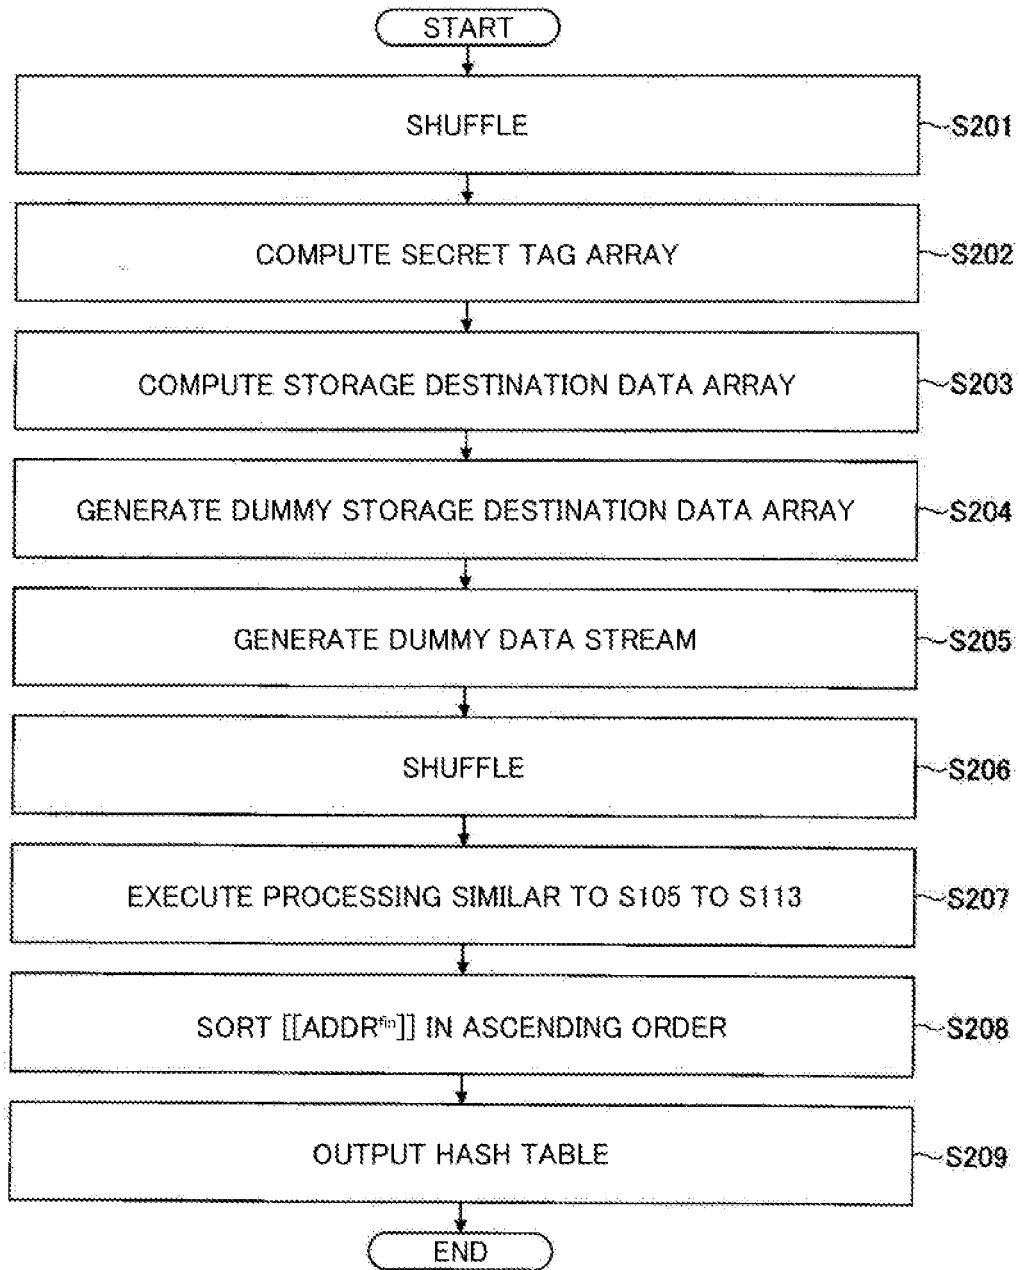 START
SHUFFLE
S201
COMPUTE SECRET TAG ARRAY
S202
COMPUTE STORAGE DESTINATION DATA ARRAY
S203
GENERATE DUMMY STORAGE DESTINATION DATA ARRAY
S204
GENERATE DUMMY DATA STREAM
S205
SHUFFLE
S206
EXECUTE PROCESSING SIMILAR TO S105 TO S113
S207
SORT [[ADDRfin]] IN ASCENDING ORDER
S208
OUTPUT HASH TABLE
S209
END